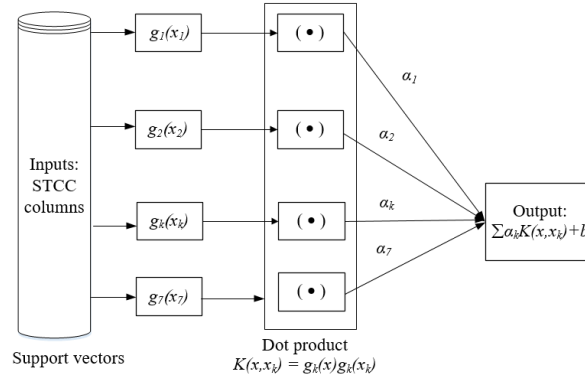 g1(x1)
( • )
α1
g2(x2)
( • )
α2
Inputs:
STCC
columns
gk(xk)
( • )
αk
Output:
∑αkK(x,xk)+b
g7(x7)
( • )
α7
Support vectors
Dot product
K(x,xk) = gk(x)gk(xk)